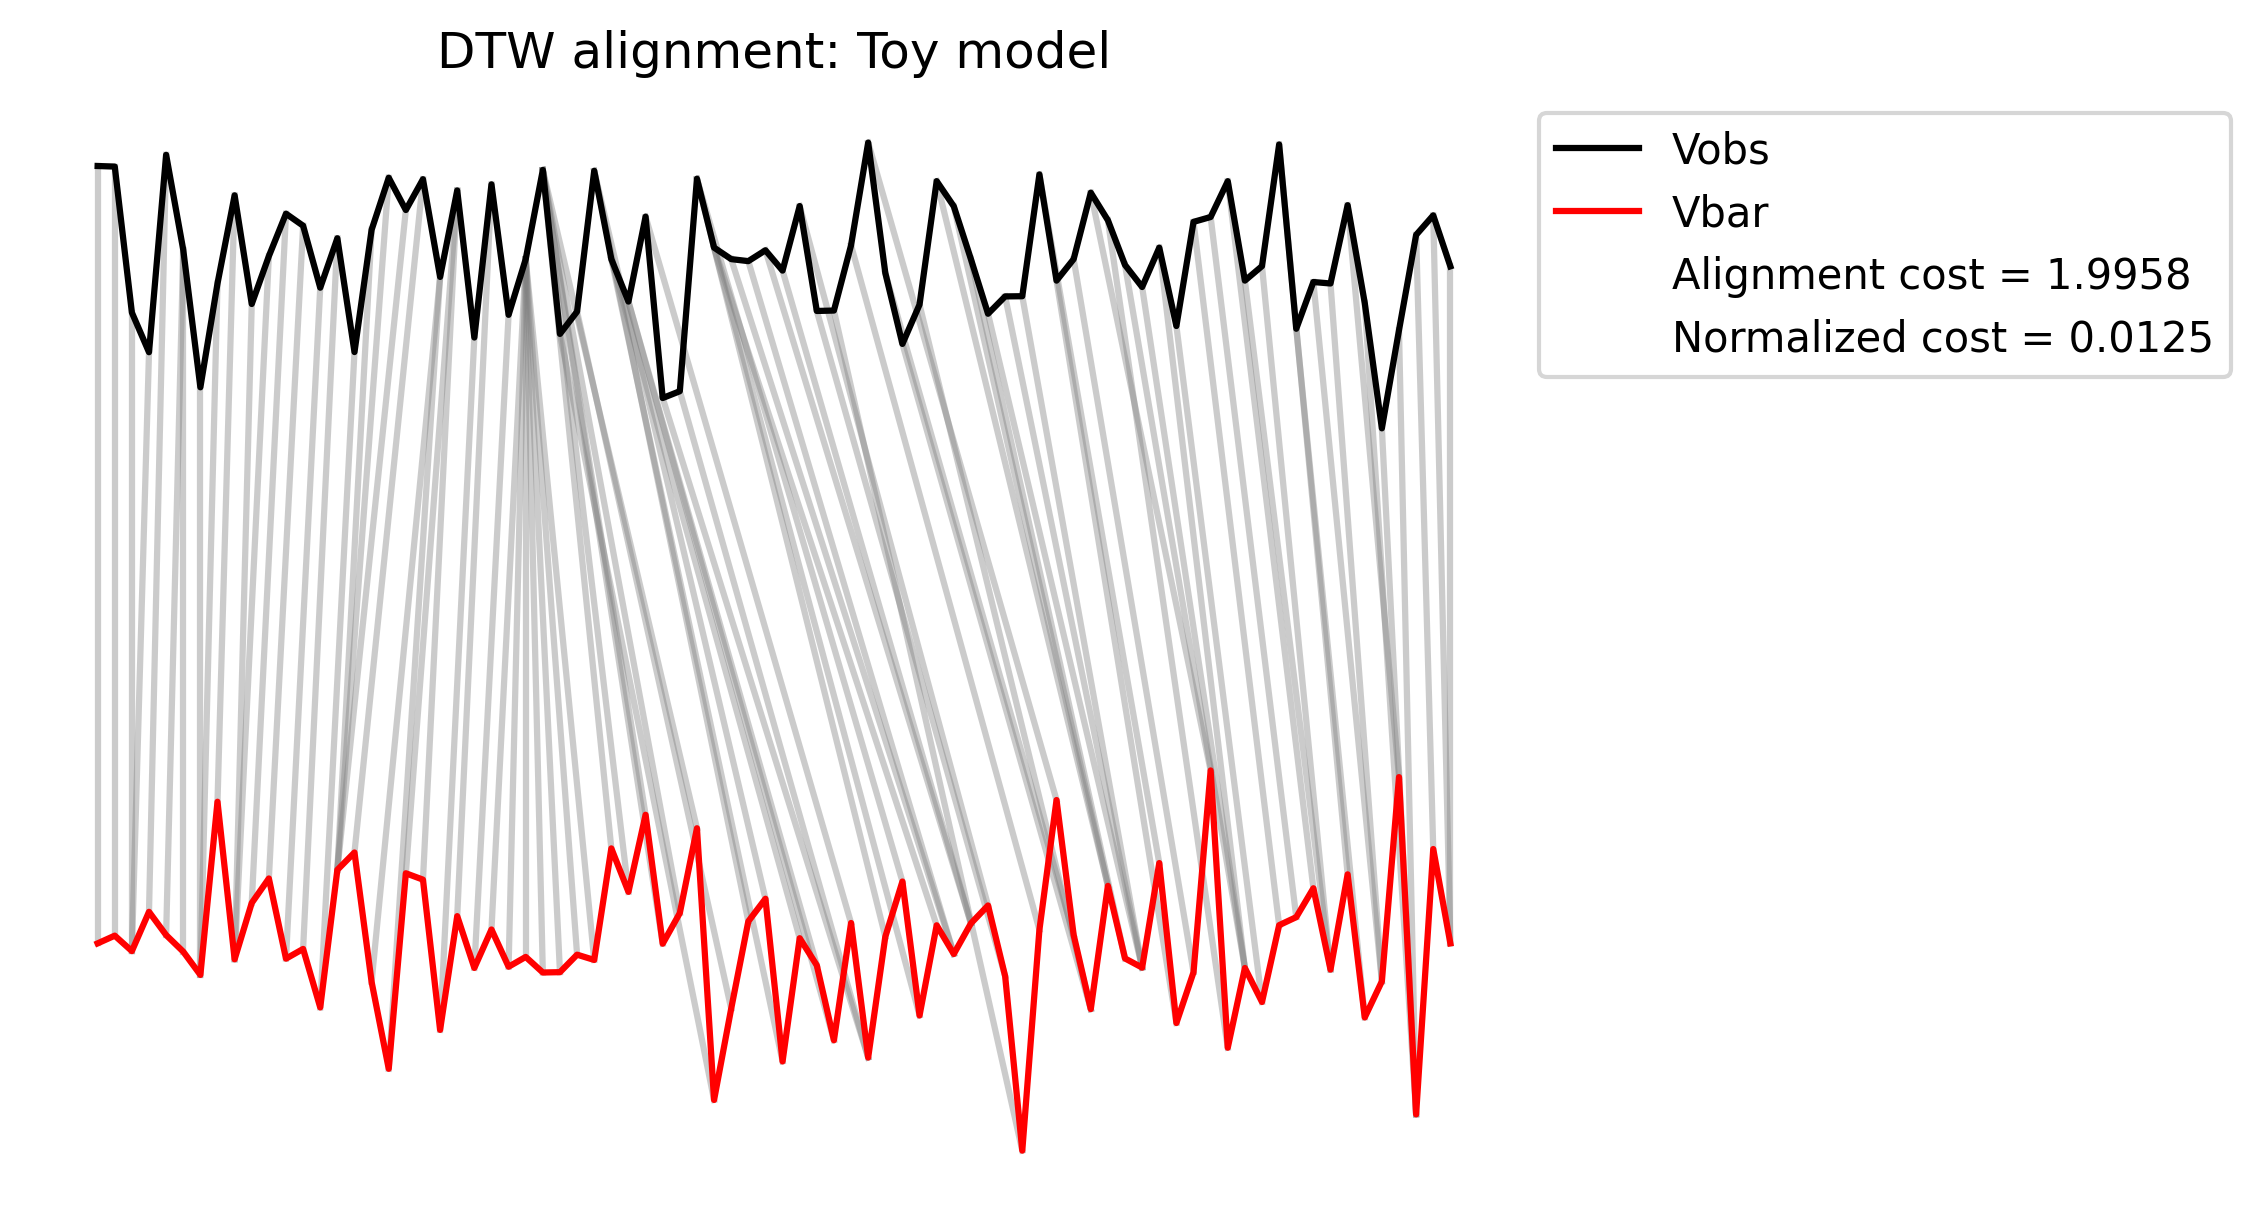 DTW alignment: Toy model
Vobs
Vbar
Alignment cost = 1.9958
Normalized cost = 0.0125